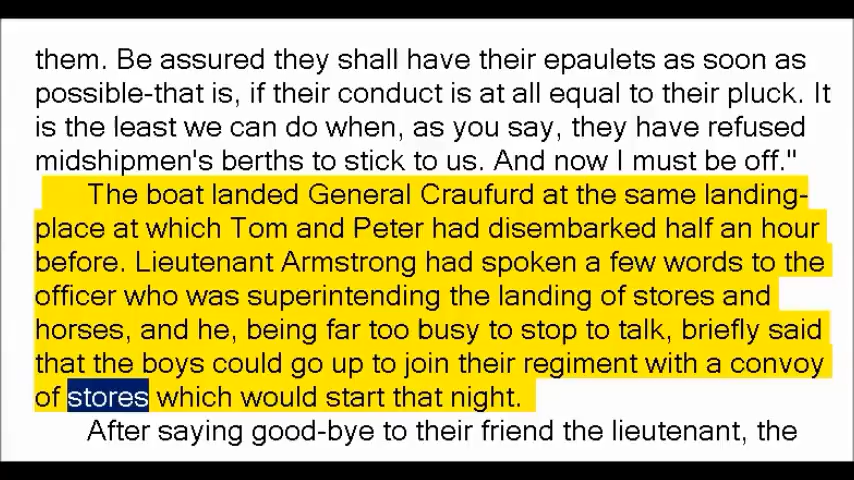 them. Be assured they shall have their epaulets as soon as
possible-that is, if their conduct is at all equal to their pluck. It
is the least we can do when, as you say, they have refused
midshipmen's berths to stick to us. And now I must be off."
The boat landed General Craufurd at the same landing-
place at which Tom and Peter had disembarked half an hour
before. Lieutenant Armstrong had spoken a few words to the
officer who was superintending the landing of stores and
horses, and he, being far too busy to stop to talk, briefly said
that the boys could go up to join their regiment with a convoy
of stores which would start that night.
After saying good-bye to their friend the lieutenant, the